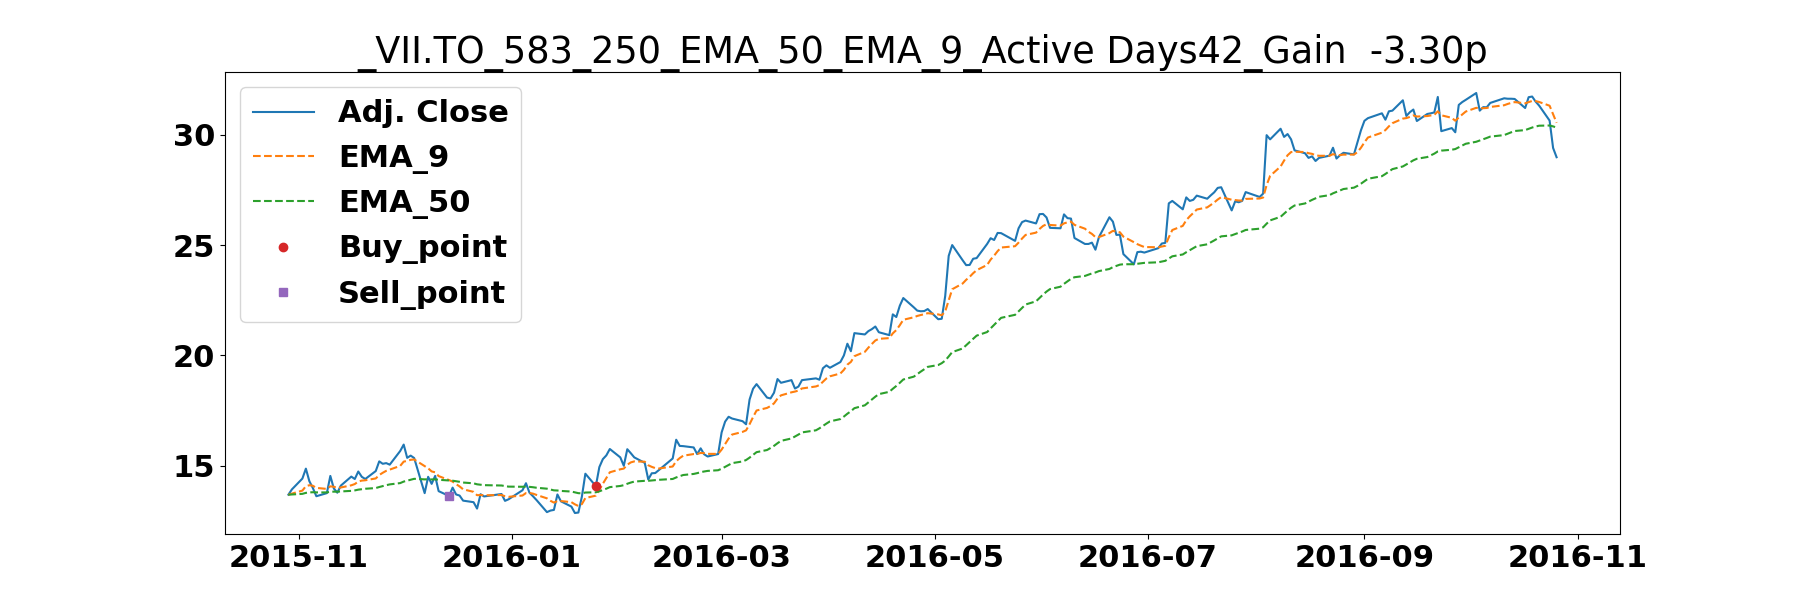 _VII.TO_583_250_EMA_50_EMA_9_Active Days42_Gain  -3.30p
Adj. Close
EMA_9
EMA_50
Buy_point
Sell_point
30
25
20
15
2015-11 2016-01 2016-03 2016-05 2016-07 2016-09 2016-11